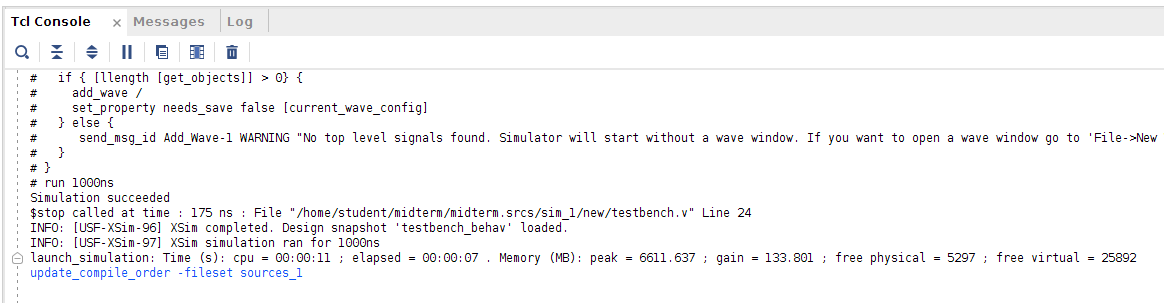 Tcl Console × Messages Log
#   if { [llength [get_objects]] > 0} {
#     add_wave /
#     set_property needs_save false [current_wave_config]
#   } else {
#      send_msg_id Add_Wave-1 WARNING "No top level signals found. Simulator will start without a wave window. If you want to open a wave window go to 'File->New
#   }
# }
# run 1000ns
Simulation succeeded
$stop called at time : 175 ns : File "/home/student/midterm/midterm.srcs/sim_1/new/testbench.v" Line 24
INFO: [USF-XSim-96] XSim completed. Design snapshot 'testbench_behav' loaded.
INFO: [USF-XSim-97] XSim simulation ran for 1000ns
launch_simulation: Time (s): cpu = 00:00:11 ; elapsed = 00:00:07 . Memory (MB): peak = 6611.637 ; gain = 133.801 ; free physical = 5297 ; free virtual = 25892
update_compile_order -fileset sources_1